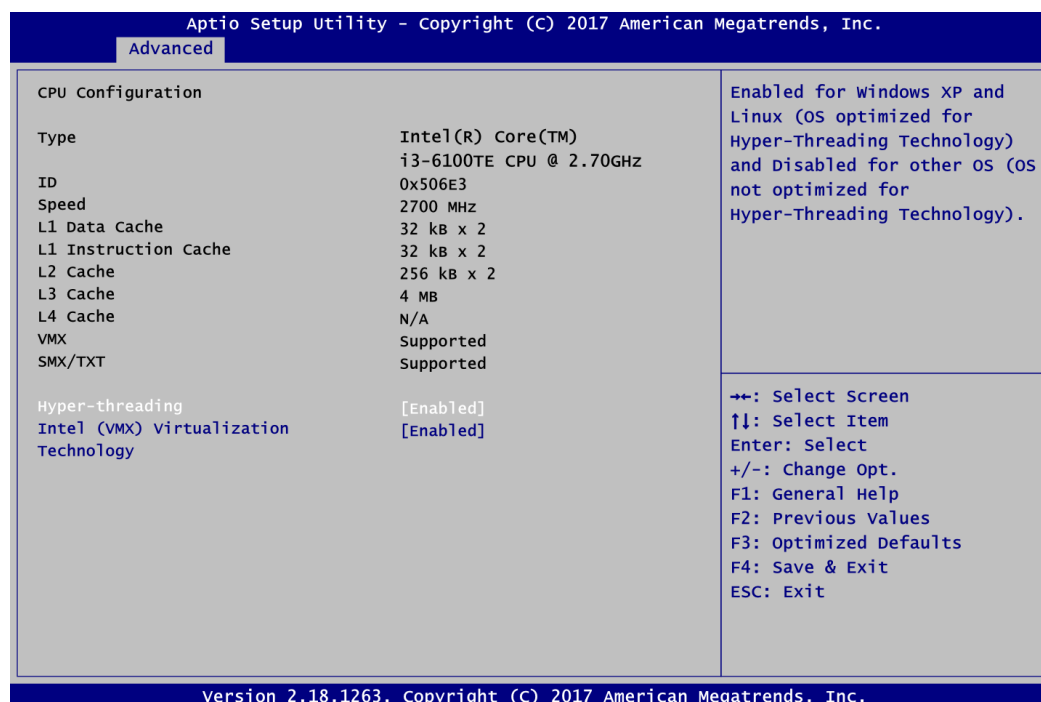 Aptio Setup Utility – Copyright (C) 2017 American Megatrends, Inc.
Advanced
CPU Configuration
Type Intel(R) Core(TM)
i3-6100TE CPU @ 2.70GHz
ID 0x506E3
Speed 2700 MHz
L1 Data Cache 32 kB x 2
L1 Instruction Cache 32 kB x 2
L2 Cache 256 kB x 2
L3 Cache 4 MB
L4 Cache N/A
VMX Supported
SMX/TXT Supported
Hyper-threading [Enabled]
Intel (VMX) Virtualization [Enabled]
Technology
Enabled for Windows XP and
Linux (OS optimized for
Hyper-Threading Technology)
and Disabled for other OS (OS
not optimized for
Hyper-Threading Technology).
→←: Select Screen
↑↓: Select Item
Enter: Select
+/-: Change Opt.
F1: General Help
F2: Previous Values
F3: Optimized Defaults
F4: Save & Exit
ESC: Exit
Version 2.18.1263. Copyright (C) 2017 American Megatrends, Inc.